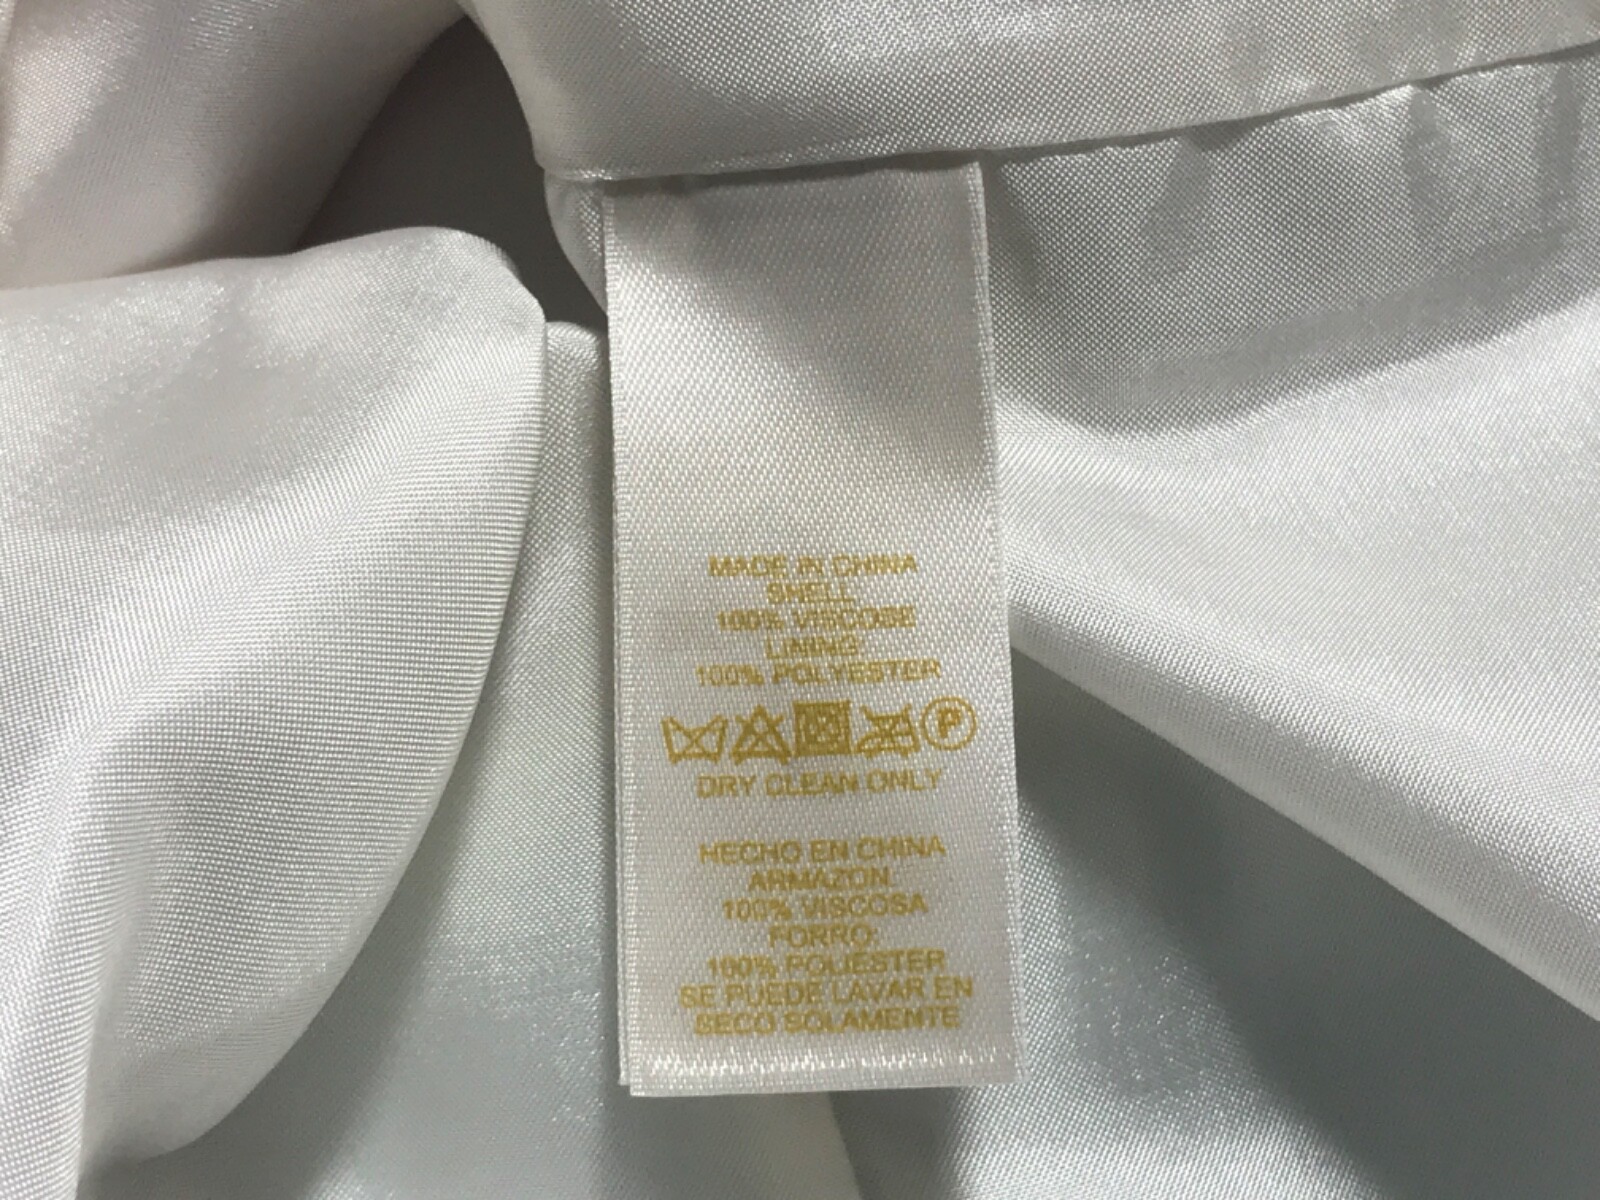 MADE IN CHINA
SHELL
100% VISCOSE
LINING
100% POLYESTER
P
DRY CLEAN ONLY
HECHO EN CHINA
ARMAZON
100% VISCOSA
FORRO:
100% POLIESTER
SE PUEDE LAVAR EN
SECO SOLAMENTE